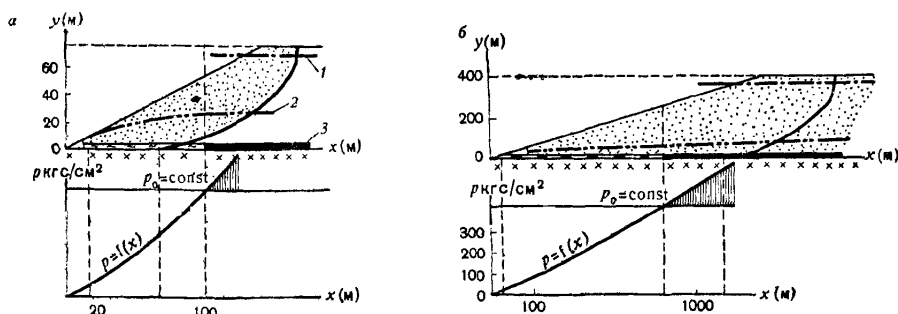 а y(м)
60
40
20
0
1
2
3
x(м)
p кгс/см²
p₀=const
p=f(x)
20 100 x(м)
б y(м)
400
200
0
x(м)
p кгс/см²
p₀=const
300
200
100
0
p=f(x)
100 1000 x(м)